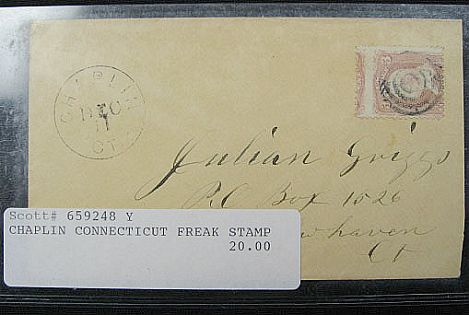 CHAPLIN
DEC
11
CT.
Julian Griggs
P.O. Box 1526
haven
Ct
Scott# 659248 Y
CHAPLIN CONNECTICUT FREAK STAMP
20.00